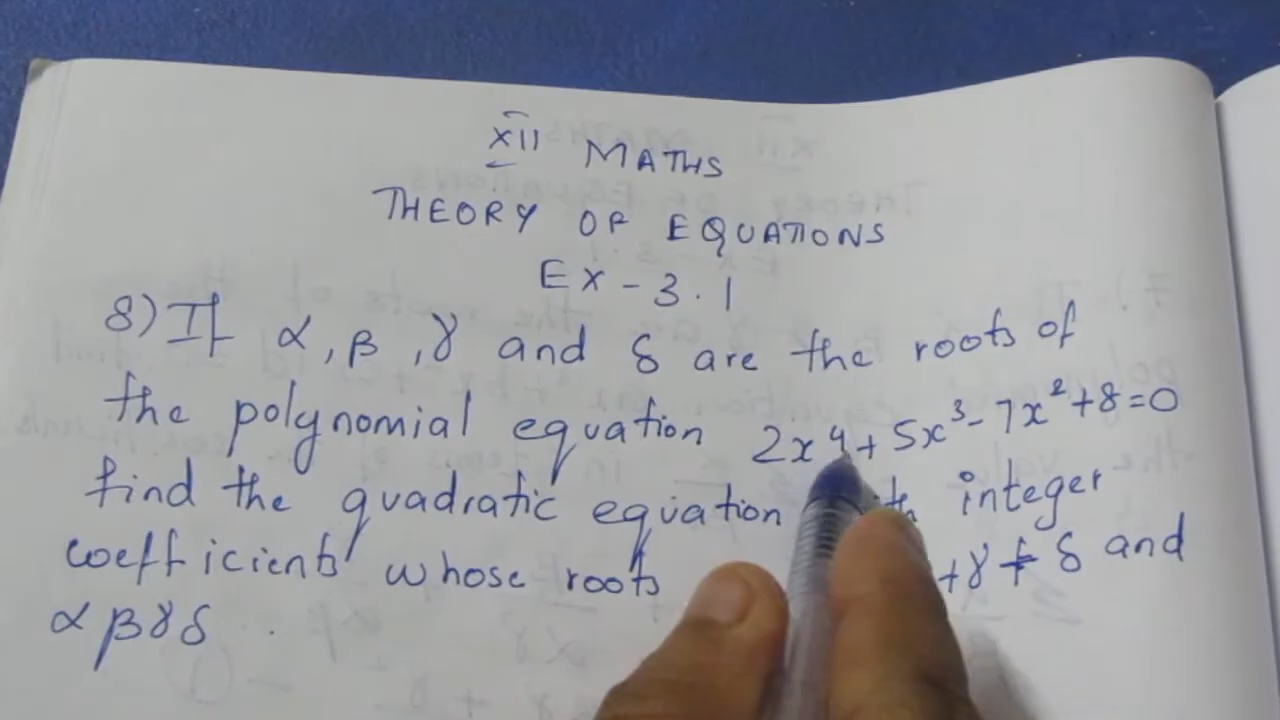 XII MATHS
THEORY OF EQUATIONS
EX - 3.1
8) If α, β, γ and δ are the roots of
the polynomial equation 2x⁴ + 5x³ - 7x² + 8 = 0
find the quadratic equation integer
coefficients whose roots + γ + δ and
αβγδ.